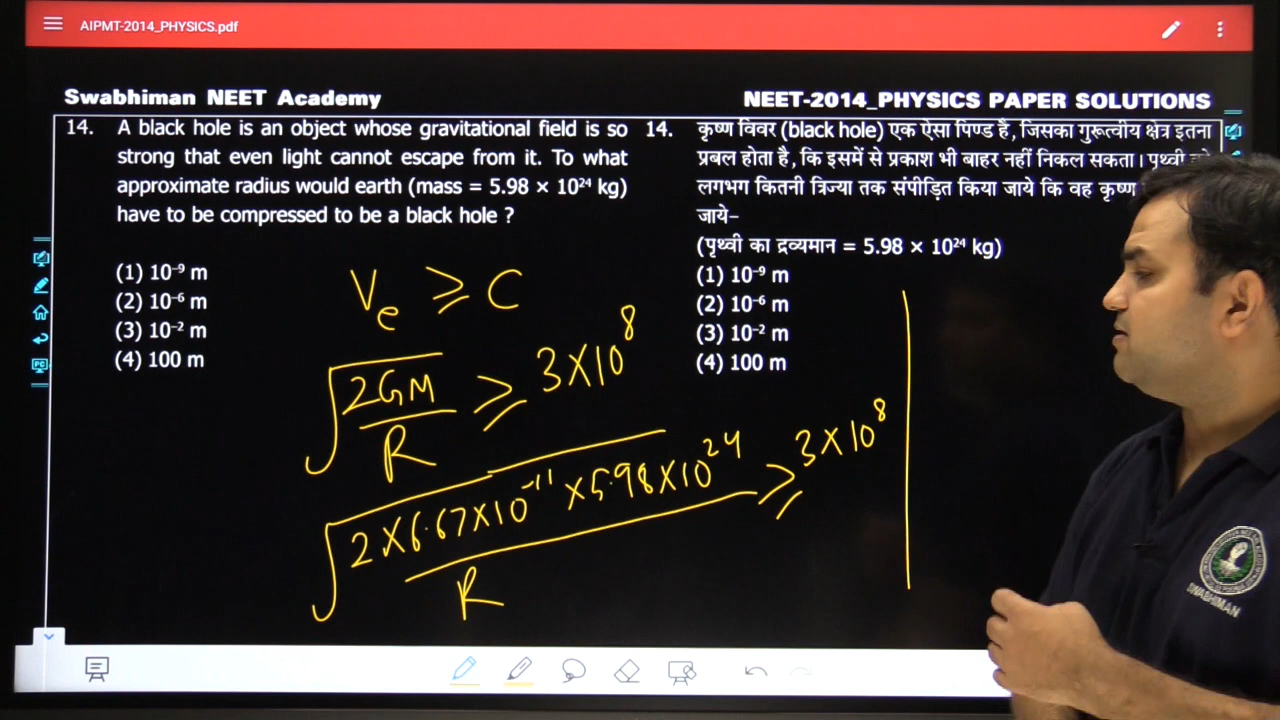 AIPMT-2014_PHYSICS.pdf
Swabhiman NEET Academy
NEET-2014_PHYSICS PAPER SOLUTIONS
14. A black hole is an object whose gravitational field is so
strong that even light cannot escape from it. To what
approximate radius would earth (mass = 5.98 × 10²⁴ kg)
have to be compressed to be a black hole ?
(1) 10⁻⁹ m
(2) 10⁻⁶ m
(3) 10⁻² m
(4) 100 m
14. कृष्ण विवर (black hole) एक ऐसा पिण्ड है, जिसका गुरूत्वीय क्षेत्र इतना
प्रबल होता है, कि इसमें से प्रकाश भी बाहर नहीं निकल सकता। पृथ्वी को
लगभग कितनी त्रिज्या तक संपीड़ित किया जाये कि वह कृष्ण
जाये–
(पृथ्वी का द्रव्यमान = 5.98 × 10²⁴ kg)
(1) 10⁻⁹ m
(2) 10⁻⁶ m
(3) 10⁻² m
(4) 100 m
Ve ≥ C
√(2GM/R) ≥ 3×10⁸
√(2×6.67×10⁻¹¹×5.98×10²⁴/R) ≥ 3×10⁸
PC
SWABHIMAN